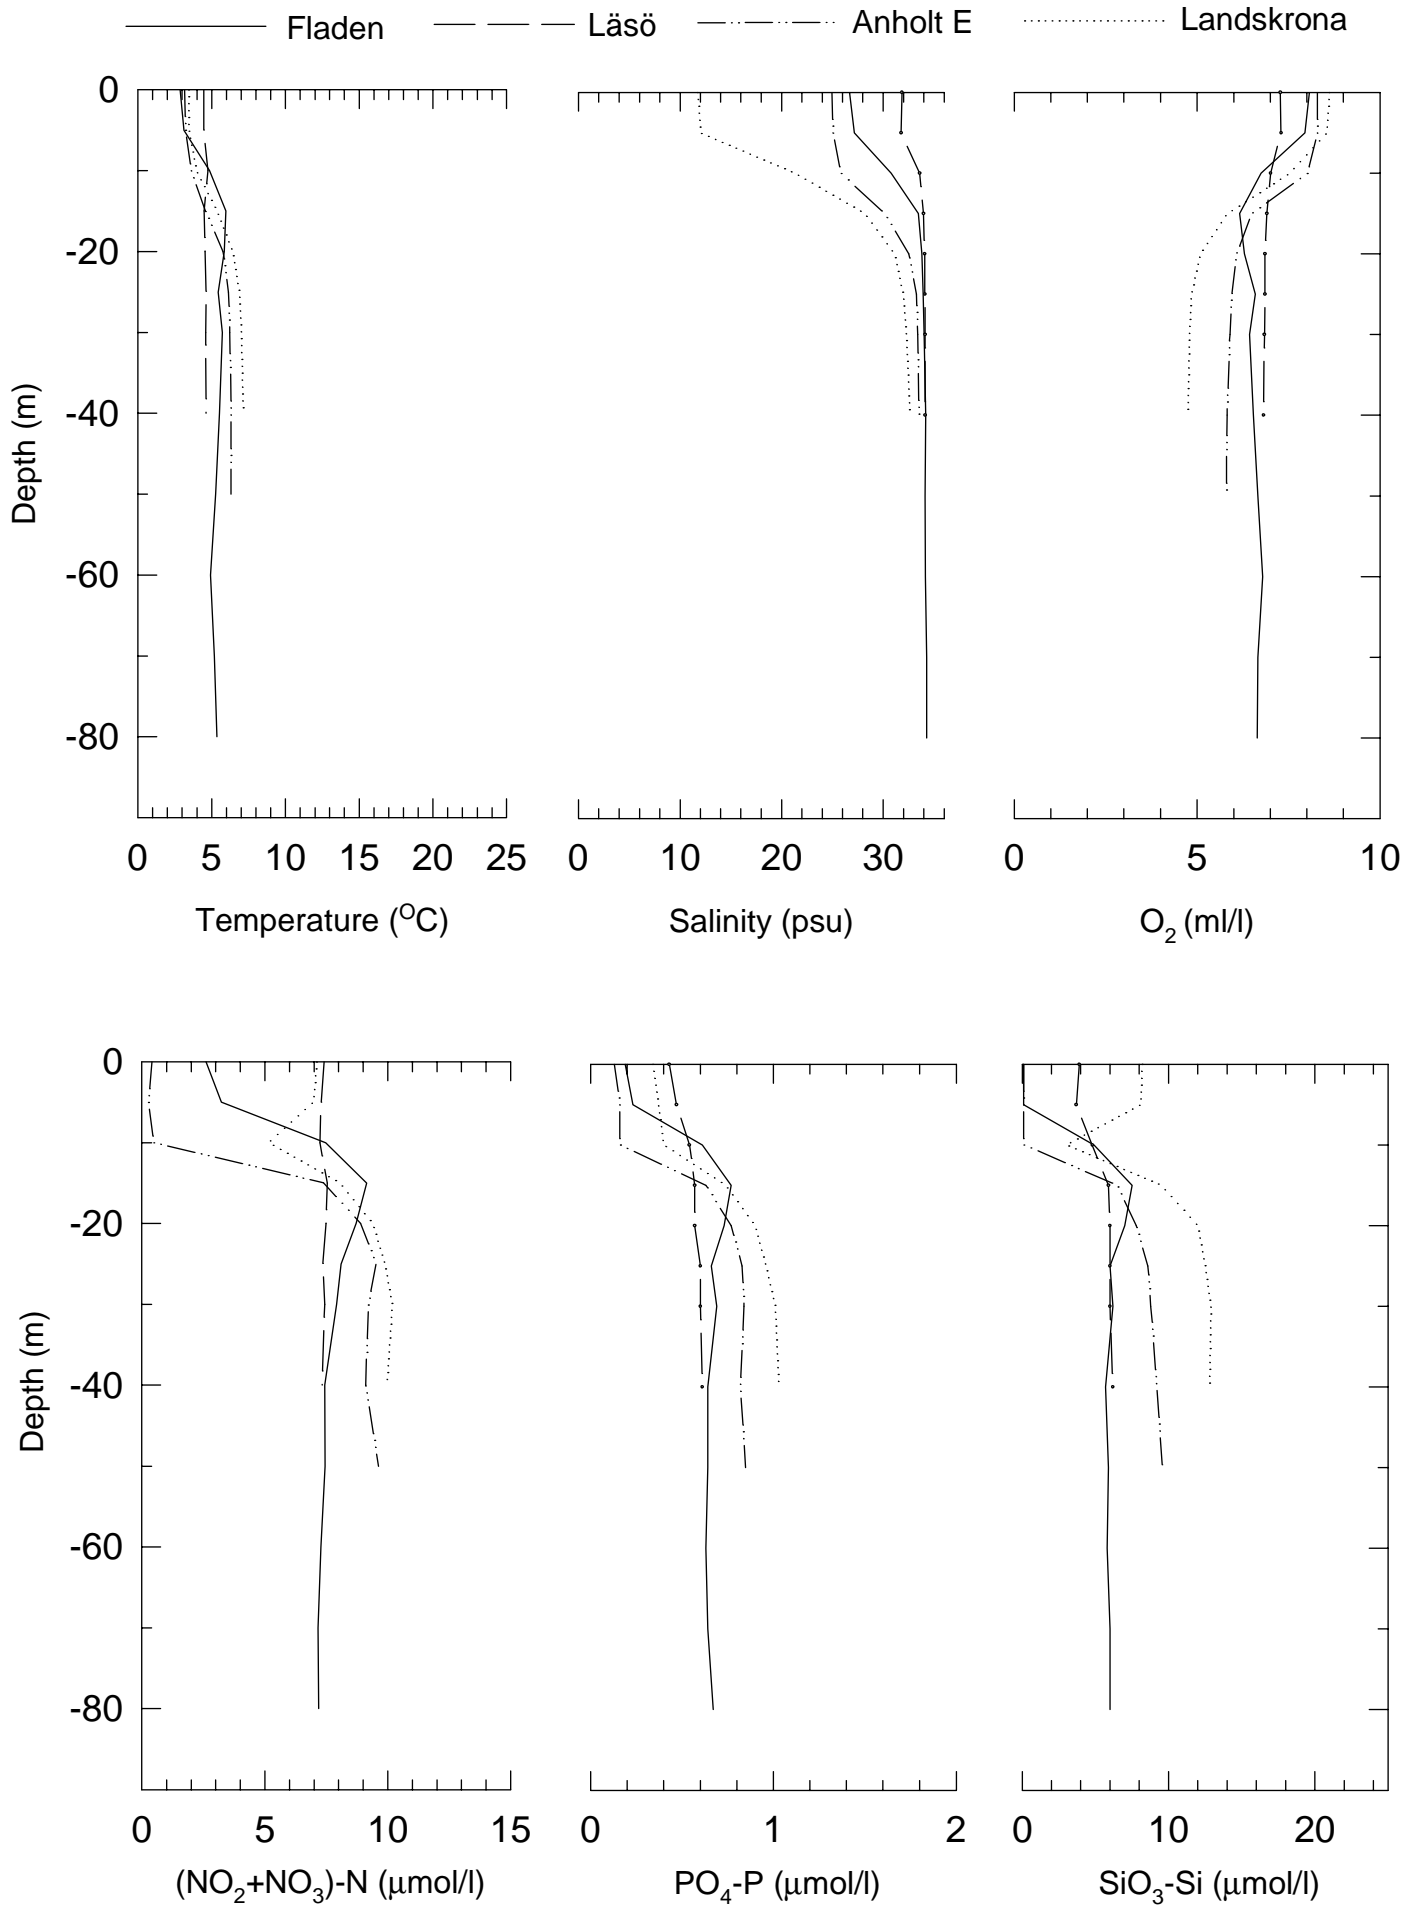 Fladen Läsö Anholt E Landskrona
0
-20
-40
-60
-80
Depth (m)
0 5 10 15 20 25
Temperature (OC)
0 10 20 30
Salinity (psu)
0 5 10
O2 (ml/l)
0
-20
-40
-60
-80
Depth (m)
0 5 10 15
(NO2+NO3)-N (μmol/l)
0 1 2
PO4-P (μmol/l)
0 10 20
SiO3-Si (μmol/l)